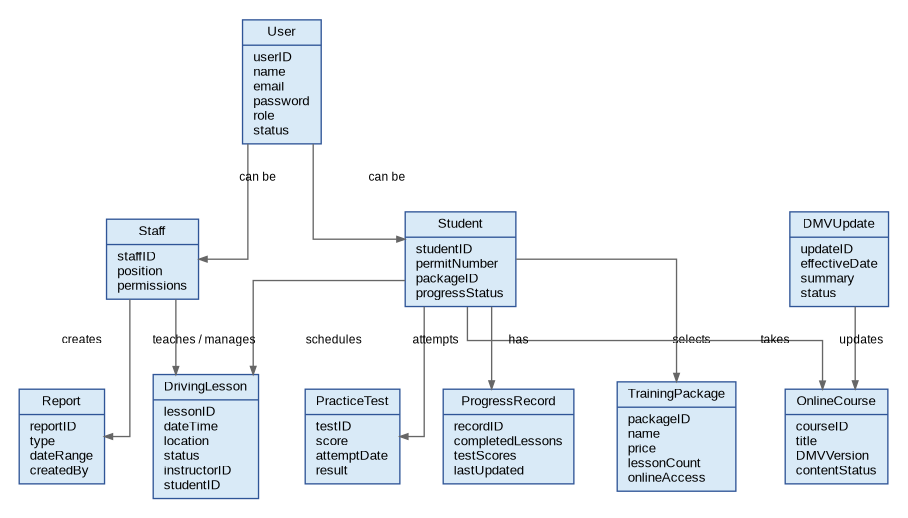 User
userID
name
email
password
role
status
can be
can be
Staff
staffID
position
permissions
Student
studentID
permitNumber
packageID
progressStatus
DMVUpdate
updateID
effectiveDate
summary
status
creates
teaches / manages
schedules
attempts
has
selects
takes
updates
Report
reportID
type
dateRange
createdBy
DrivingLesson
lessonID
dateTime
location
status
instructorID
studentID
PracticeTest
testID
score
attemptDate
result
ProgressRecord
recordID
completedLessons
testScores
lastUpdated
TrainingPackage
packageID
name
price
lessonCount
onlineAccess
OnlineCourse
courseID
title
DMVVersion
contentStatus